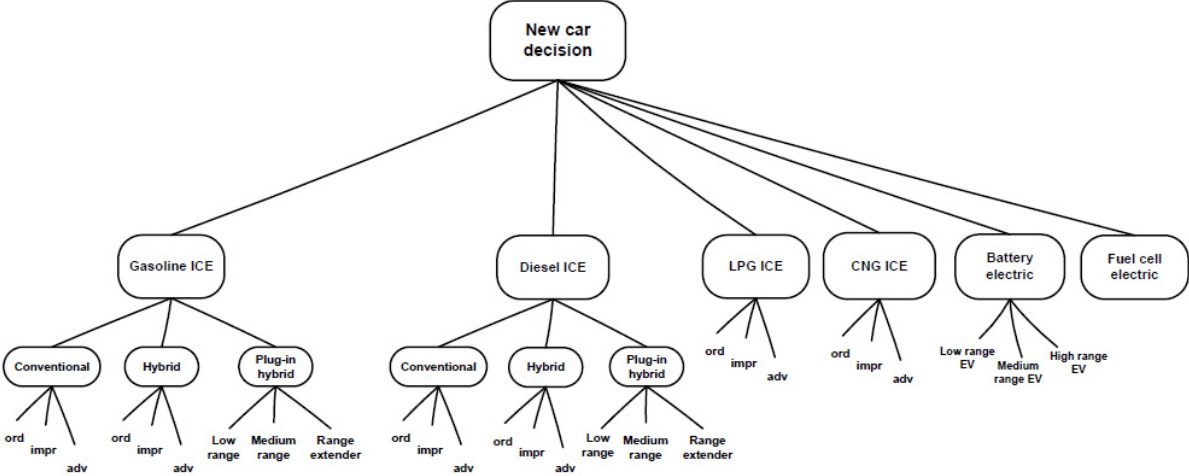 New car
decision
Gasoline ICE
Diesel ICE
LPG ICE
CNG ICE
Battery
electric
Fuel cell
electric
Conventional
Hybrid
Plug-in
hybrid
Conventional
Hybrid
Plug-in
hybrid
ord
impr
adv
ord
impr
adv
Low range
EV
Medium
range EV
High range
EV
ord
impr
adv
ord
impr
adv
Low
range
Medium
range
Range
extender
ord
impr
adv
ord
impr
adv
Low
range
Medium
range
Range
extender